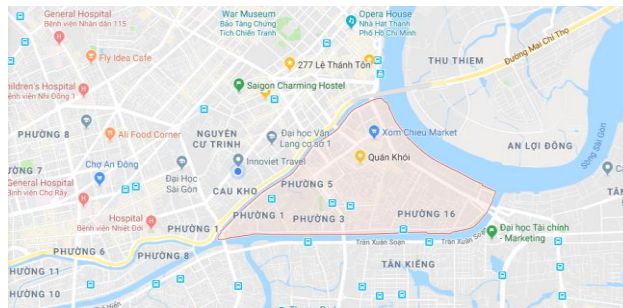 General Hospital
Bệnh viện Nhân dân 115
War Museum
Bảo Tàng Chứng
Tích Chiến Tranh
Opera House
Nhà Hát Thành
Phố Hồ Chí Minh
Fly Idea Cafe
277 Lê Thánh Tôn
THU THIEM
Đường Mai Chí Thọ
Children's Hospital
Bệnh viện Nhi Đồng 1
Saigon Charming Hostel
PHƯỜNG 8
Ali Food Corner
NGUYỄN
CƯ TRINH
Đại học Văn
Lang cơ sở 1
Xom Chieu Market
AN LỢI ĐÔNG
Sông Sài Gòn
Quán Khói
HƯỜNG 7
Chợ An Đông
Innoviet Travel
Đại Học
Sài Gòn
CAU KHO
PHƯỜNG 5
General Hospital
Bệnh viện Chợ Rẫy
Hospital
Bệnh viện Nhiệt Đới
PHƯỜNG 1
PHƯỜNG 1
PHƯỜNG 3
PHƯỜNG 16
Trần Xuân Soạn
Trần Xuân Soạn
Đại học Tài chính
- Marketing
PHƯỜNG 6
PHƯỜNG 8
TÂN KIỂNG
HƯỜNG 11
HƯỜNG 10